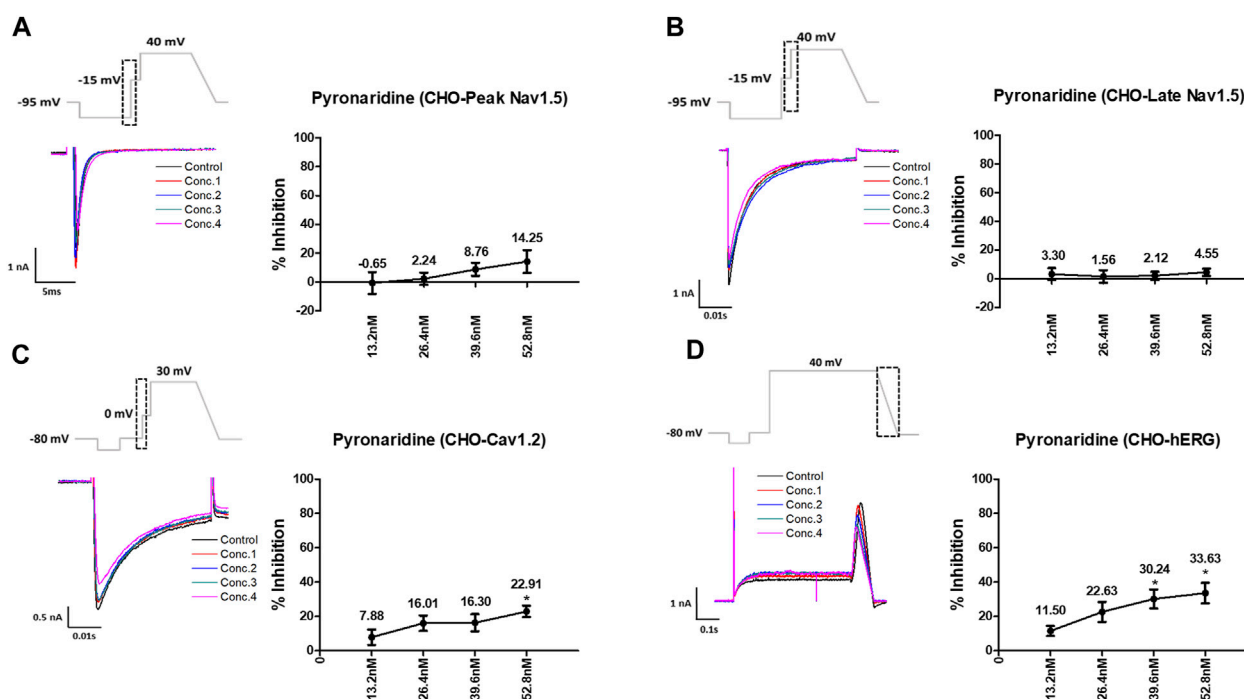 A
40 mV
-15 mV
-95 mV
Control
Conc.1
Conc.2
Conc.3
Conc.4
1 nA
5ms
Pyronaridine (CHO-Peak Nav1.5)
% Inhibition
100
80
60
40
20
0
-20
-0.65
2.24
8.76
14.25
13.2nM
26.4nM
39.6nM
52.8nM
B
40 mV
-15 mV
-95 mV
Control
Conc.1
Conc.2
Conc.3
Conc.4
1 nA
0.01s
Pyronaridine (CHO-Late Nav1.5)
% Inhibition
100
80
60
40
20
0
-20
3.30
1.56
2.12
4.55
13.2nM
26.4nM
39.6nM
52.8nM
C
30 mV
0 mV
-80 mV
Control
Conc.1
Conc.2
Conc.3
Conc.4
0.5 nA
0.01s
Pyronaridine (CHO-Cav1.2)
% Inhibition
100
80
60
40
20
0
7.88
16.01
16.30
22.91
*
0
13.2nM
26.4nM
39.6nM
52.8nM
D
40 mV
-80 mV
Control
Conc.1
Conc.2
Conc.3
Conc.4
1 nA
0.1s
Pyronaridine (CHO-hERG)
% Inhibition
100
80
60
40
20
0
11.50
22.63
30.24
*
33.63
*
0
13.2nM
26.4nM
39.6nM
52.8nM